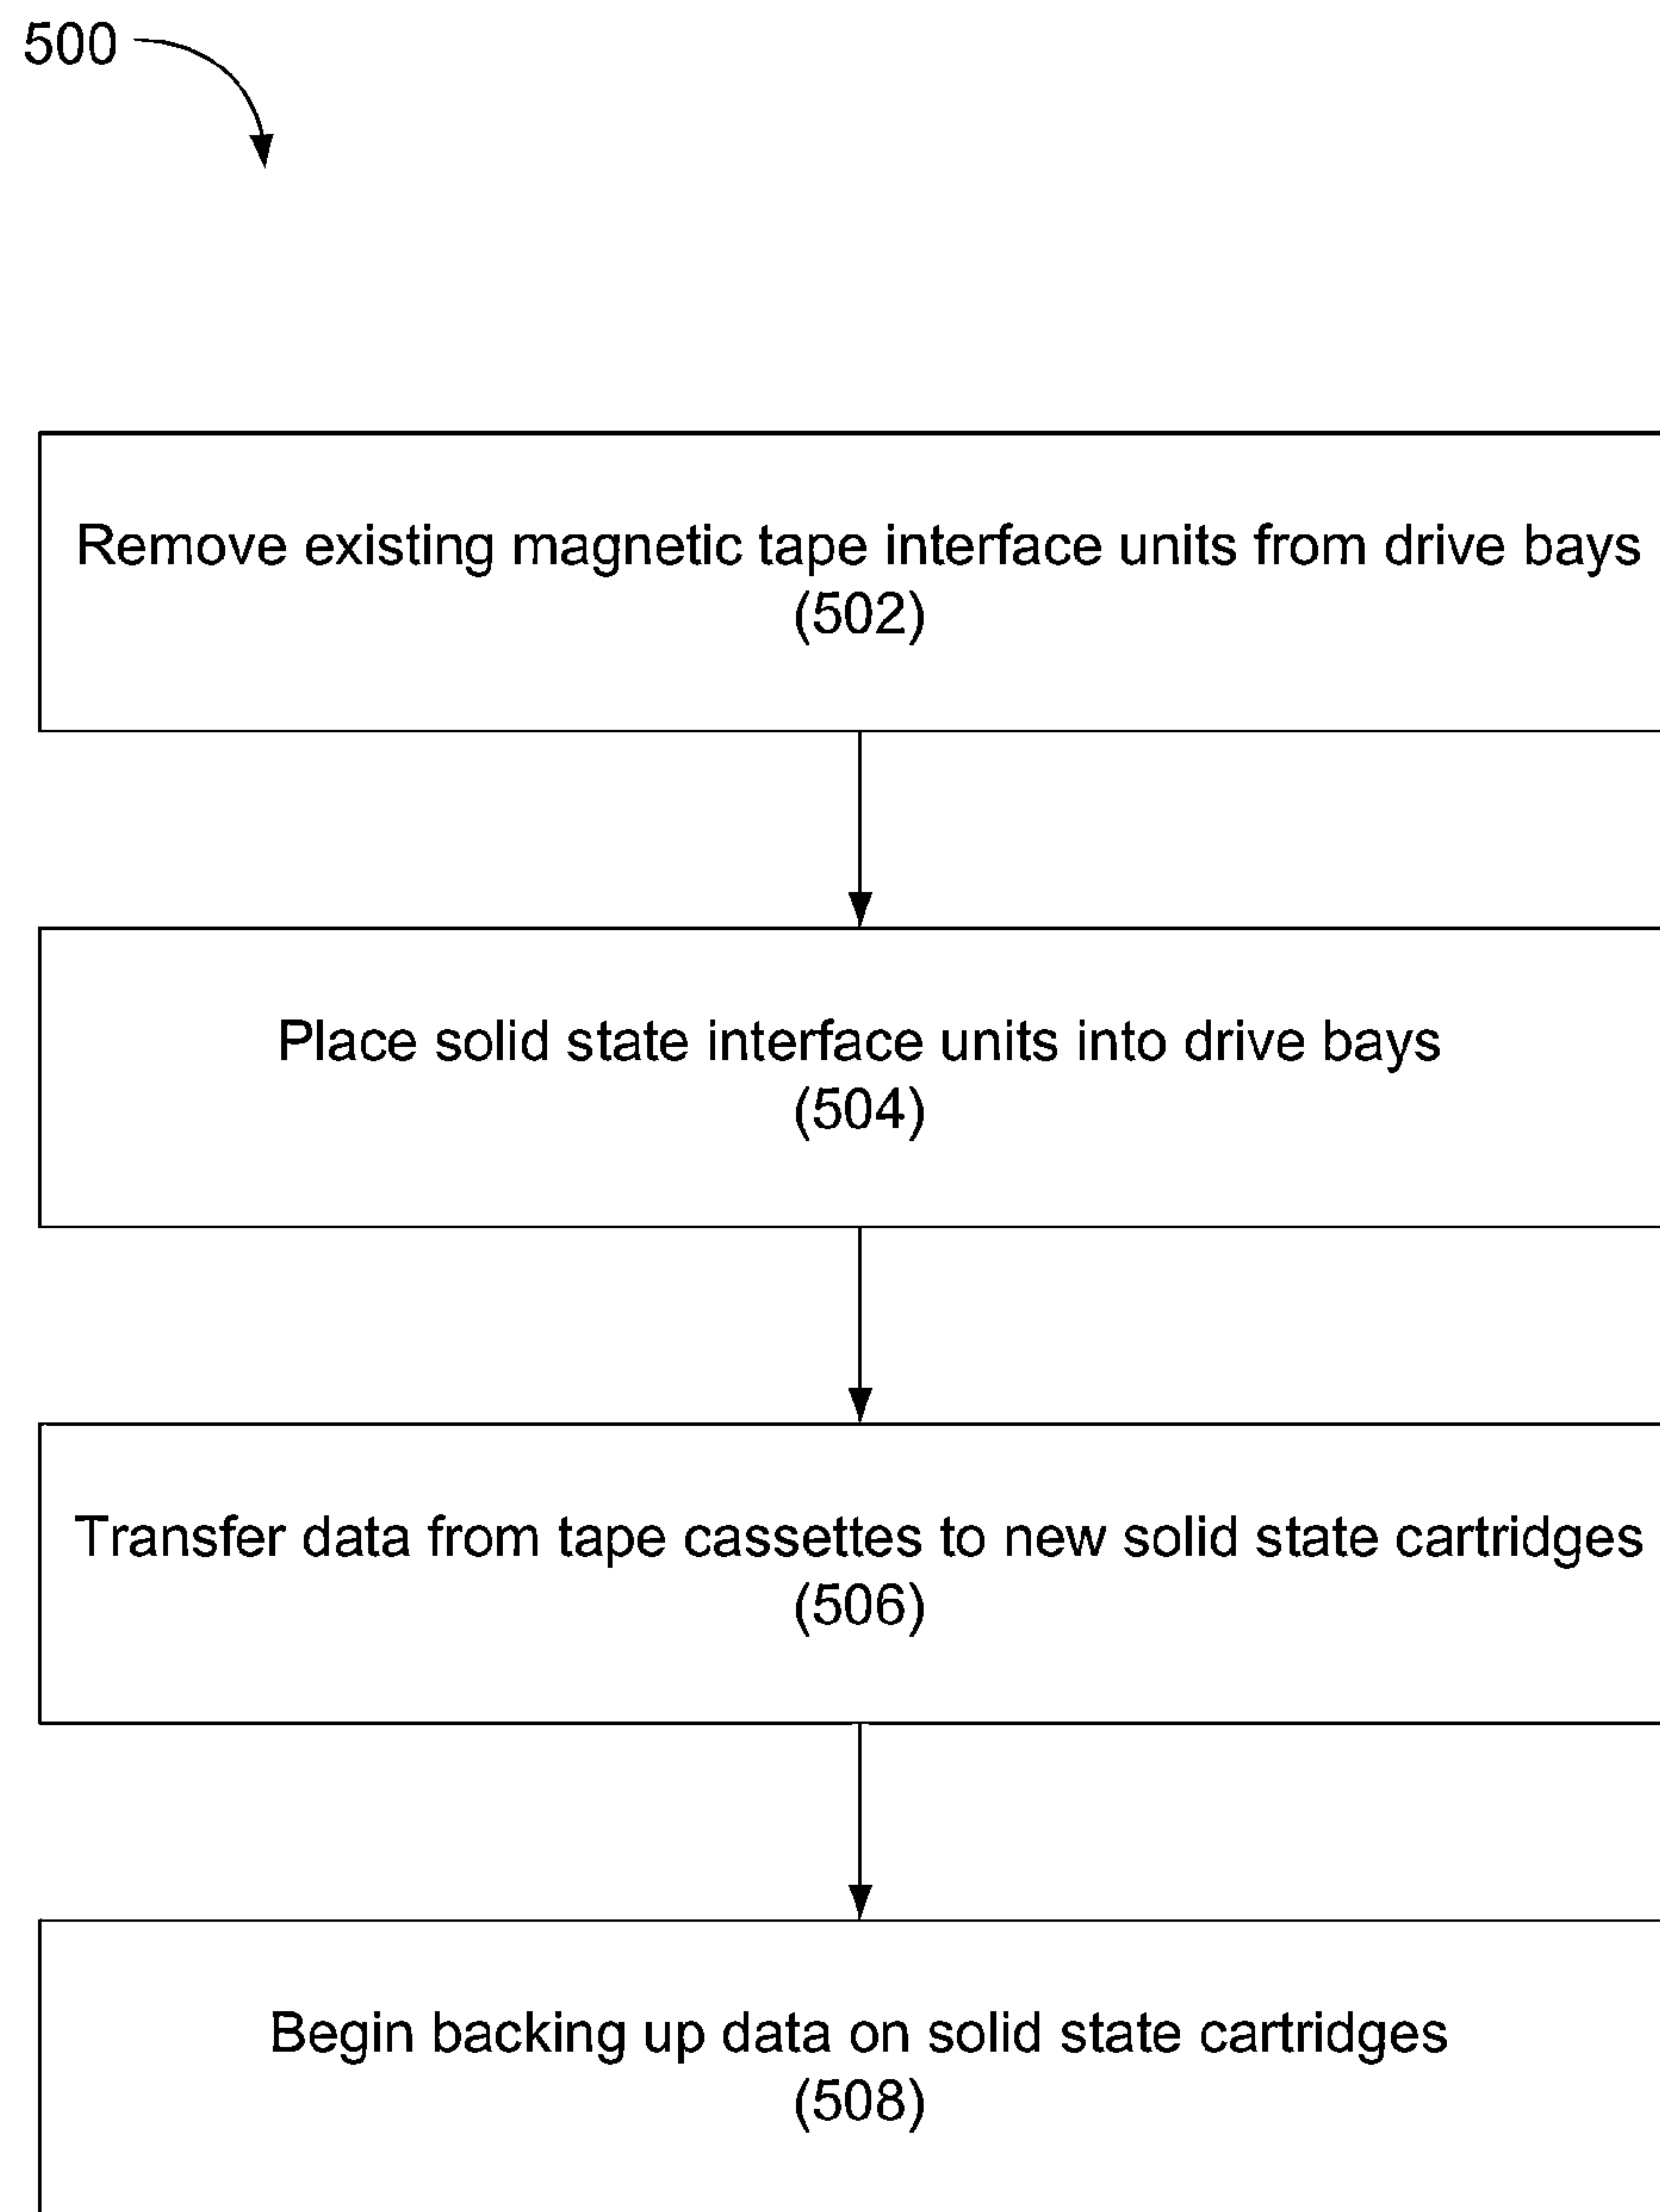 500
Remove existing magnetic tape interface units from drive bays
(502)
Place solid state interface units into drive bays
(504)
Transfer data from tape cassettes to new solid state cartridges
(506)
Begin backing up data on solid state cartridges
(508)